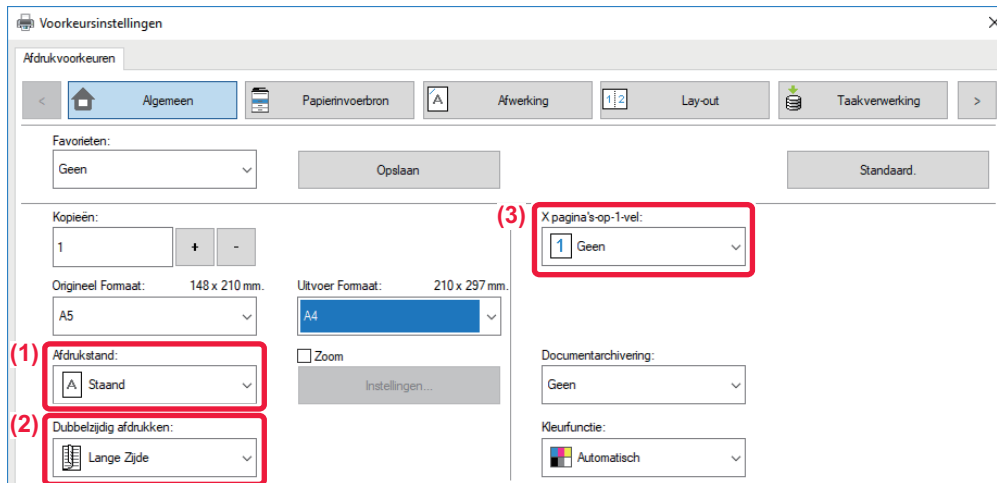 Voorkeursinstellingen
Afdrukvoorkeuren
< Algemeen Papierinvoerbron A Afwerking 1 2 Lay-out Taakverwerking >
Favorieten:
Geen Opslaan Standaard.
Kopieën: (3) X pagina's-op-1-vel:
1 + - 1 Geen
Origineel Formaat: 148 x 210 mm. Uitvoer Formaat: 210 x 297 mm.
A5 A4
(1) Afdrukstand: Zoom Documentarchivering:
A Staand Instellingen... Geen
(2) Dubbelzijdig afdrukken: Kleurfunctie:
Lange Zijde Automatisch